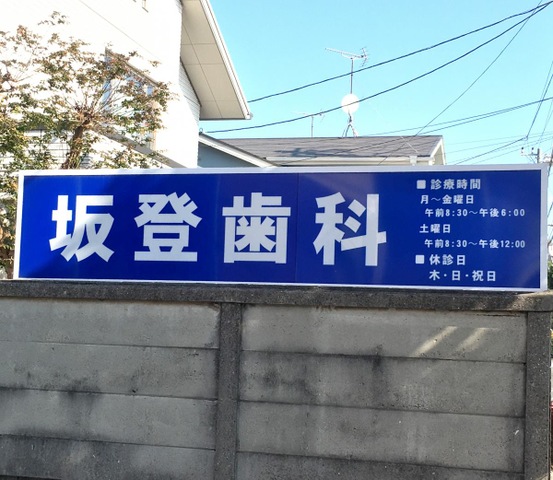 坂登歯科
■診療時間
月～金曜日
午前8:30～午後6:00
土曜日
午前8:30～午後12:00
■休診日
木・日・祝日